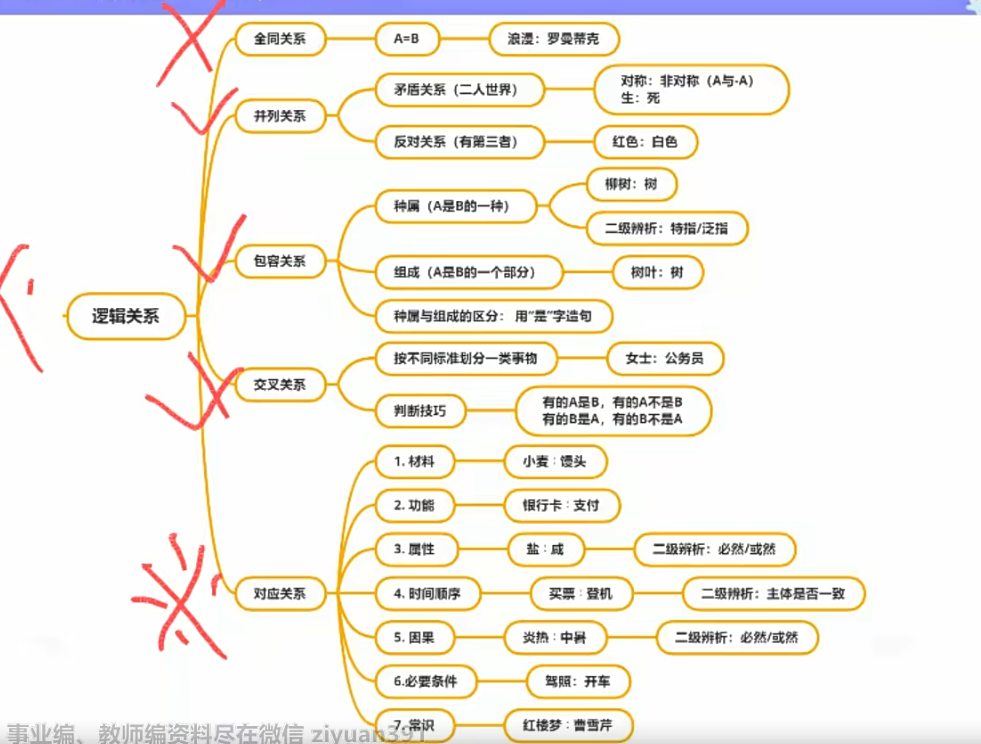 全同关系
A=B
浪漫：罗曼蒂克
并列关系
矛盾关系（二人世界）
对称：非对称（A与-A）
生：死
反对关系（有第三者）
红色：白色
逻辑关系
包容关系
种属（A是B的一种）
柳树：树
二级辨析：特指/泛指
组成（A是B的一个部分）
树叶：树
种属与组成的区分： 用“是”字造句
交叉关系
按不同标准划分一类事物
女士：公务员
判断技巧
有的A是B，有的A不是B
有的B是A，有的B不是A
对应关系
1. 材料
小麦：馒头
2. 功能
银行卡：支付
3. 属性
盐：咸
二级辨析：必然/或然
4. 时间顺序
买票：登机
二级辨析：主体是否一致
5. 因果
炎热：中暑
二级辨析：必然/或然
6.必要条件
驾照：开车
7. 常识
红楼梦：曹雪芹
事业编、教师编资料尽在微信 ziyuan391